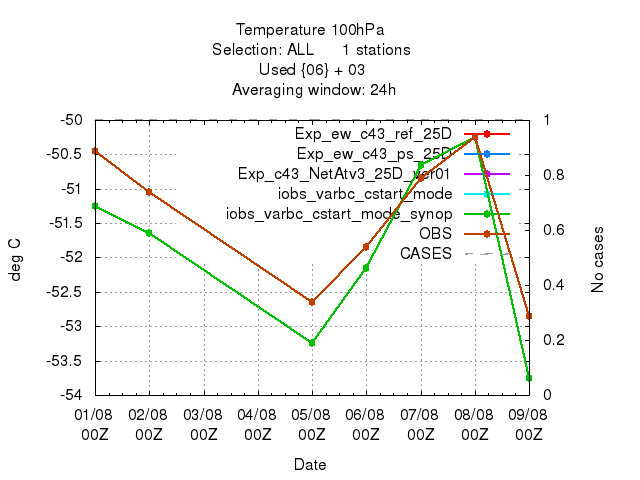 Temperature 100hPa
Selection: ALL 1 stations
Used {06} + 03
Averaging window: 24h
-50
-50.5
-51
-51.5
-52
-52.5
-53
-53.5
-54
deg C
Exp_ew_c43_ref_25D
Exp_ew_c43_ps_25D
Exp_c43_NetAtv3_25D_ver01
iobs_varbc_cstart_mode
iobs_varbc_cstart_mode_synop
OBS
CASES
1
0.8
0.6
0.4
0.2
0
No cases
01/08 02/08 03/08 04/08 05/08 06/08 07/08 08/08 09/08
00Z 00Z 00Z 00Z 00Z 00Z 00Z 00Z 00Z
Date